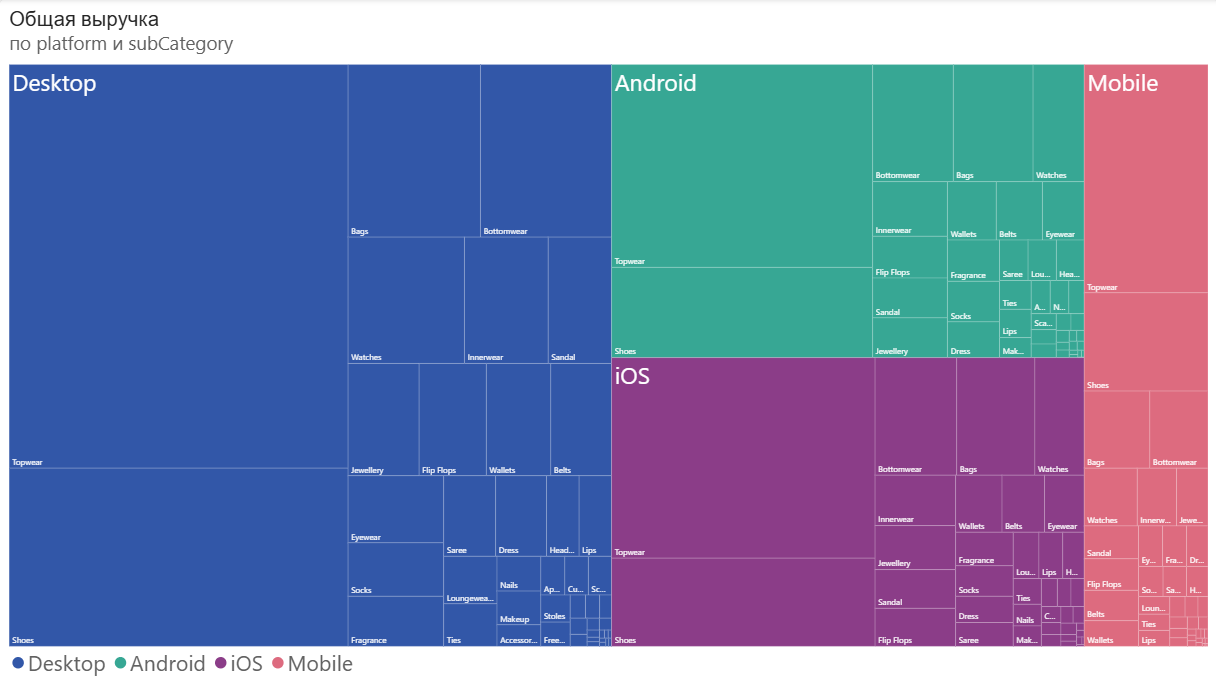 Общая выручка
по platform и subCategory
Desktop
Topwear
Shoes
Bags
Bottomwear
Watches
Innerwear
Sandal
Jewellery
Flip Flops
Wallets
Belts
Eyewear
Socks
Fragrance
Saree
Dress
Head...
Lips
Loungewea...
Ties
Nails
Makeup
Accessor...
Ap...
Cu...
Sc...
Stoles
Free...
Android
Topwear
Shoes
Bottomwear
Bags
Watches
Innerwear
Flip Flops
Sandal
Jewellery
Wallets
Belts
Eyewear
Fragrance
Socks
Dress
Saree
Lou...
Hea...
Ties
Lips
Mak...
A...
N...
Sca...
iOS
Topwear
Shoes
Bottomwear
Bags
Watches
Innerwear
Jewellery
Sandal
Flip Flops
Wallets
Belts
Eyewear
Fragrance
Socks
Dress
Saree
Lou...
Lips
H...
Ties
Nails
Mak...
C...
Mobile
Topwear
Shoes
Bags
Bottomwear
Watches
Innerw...
Jewe...
Sandal
Flip Flops
Belts
Wallets
Ey...
Fra...
Dr...
So...
Sa...
H...
Loun...
Ties
Lips
Desktop Android iOS Mobile